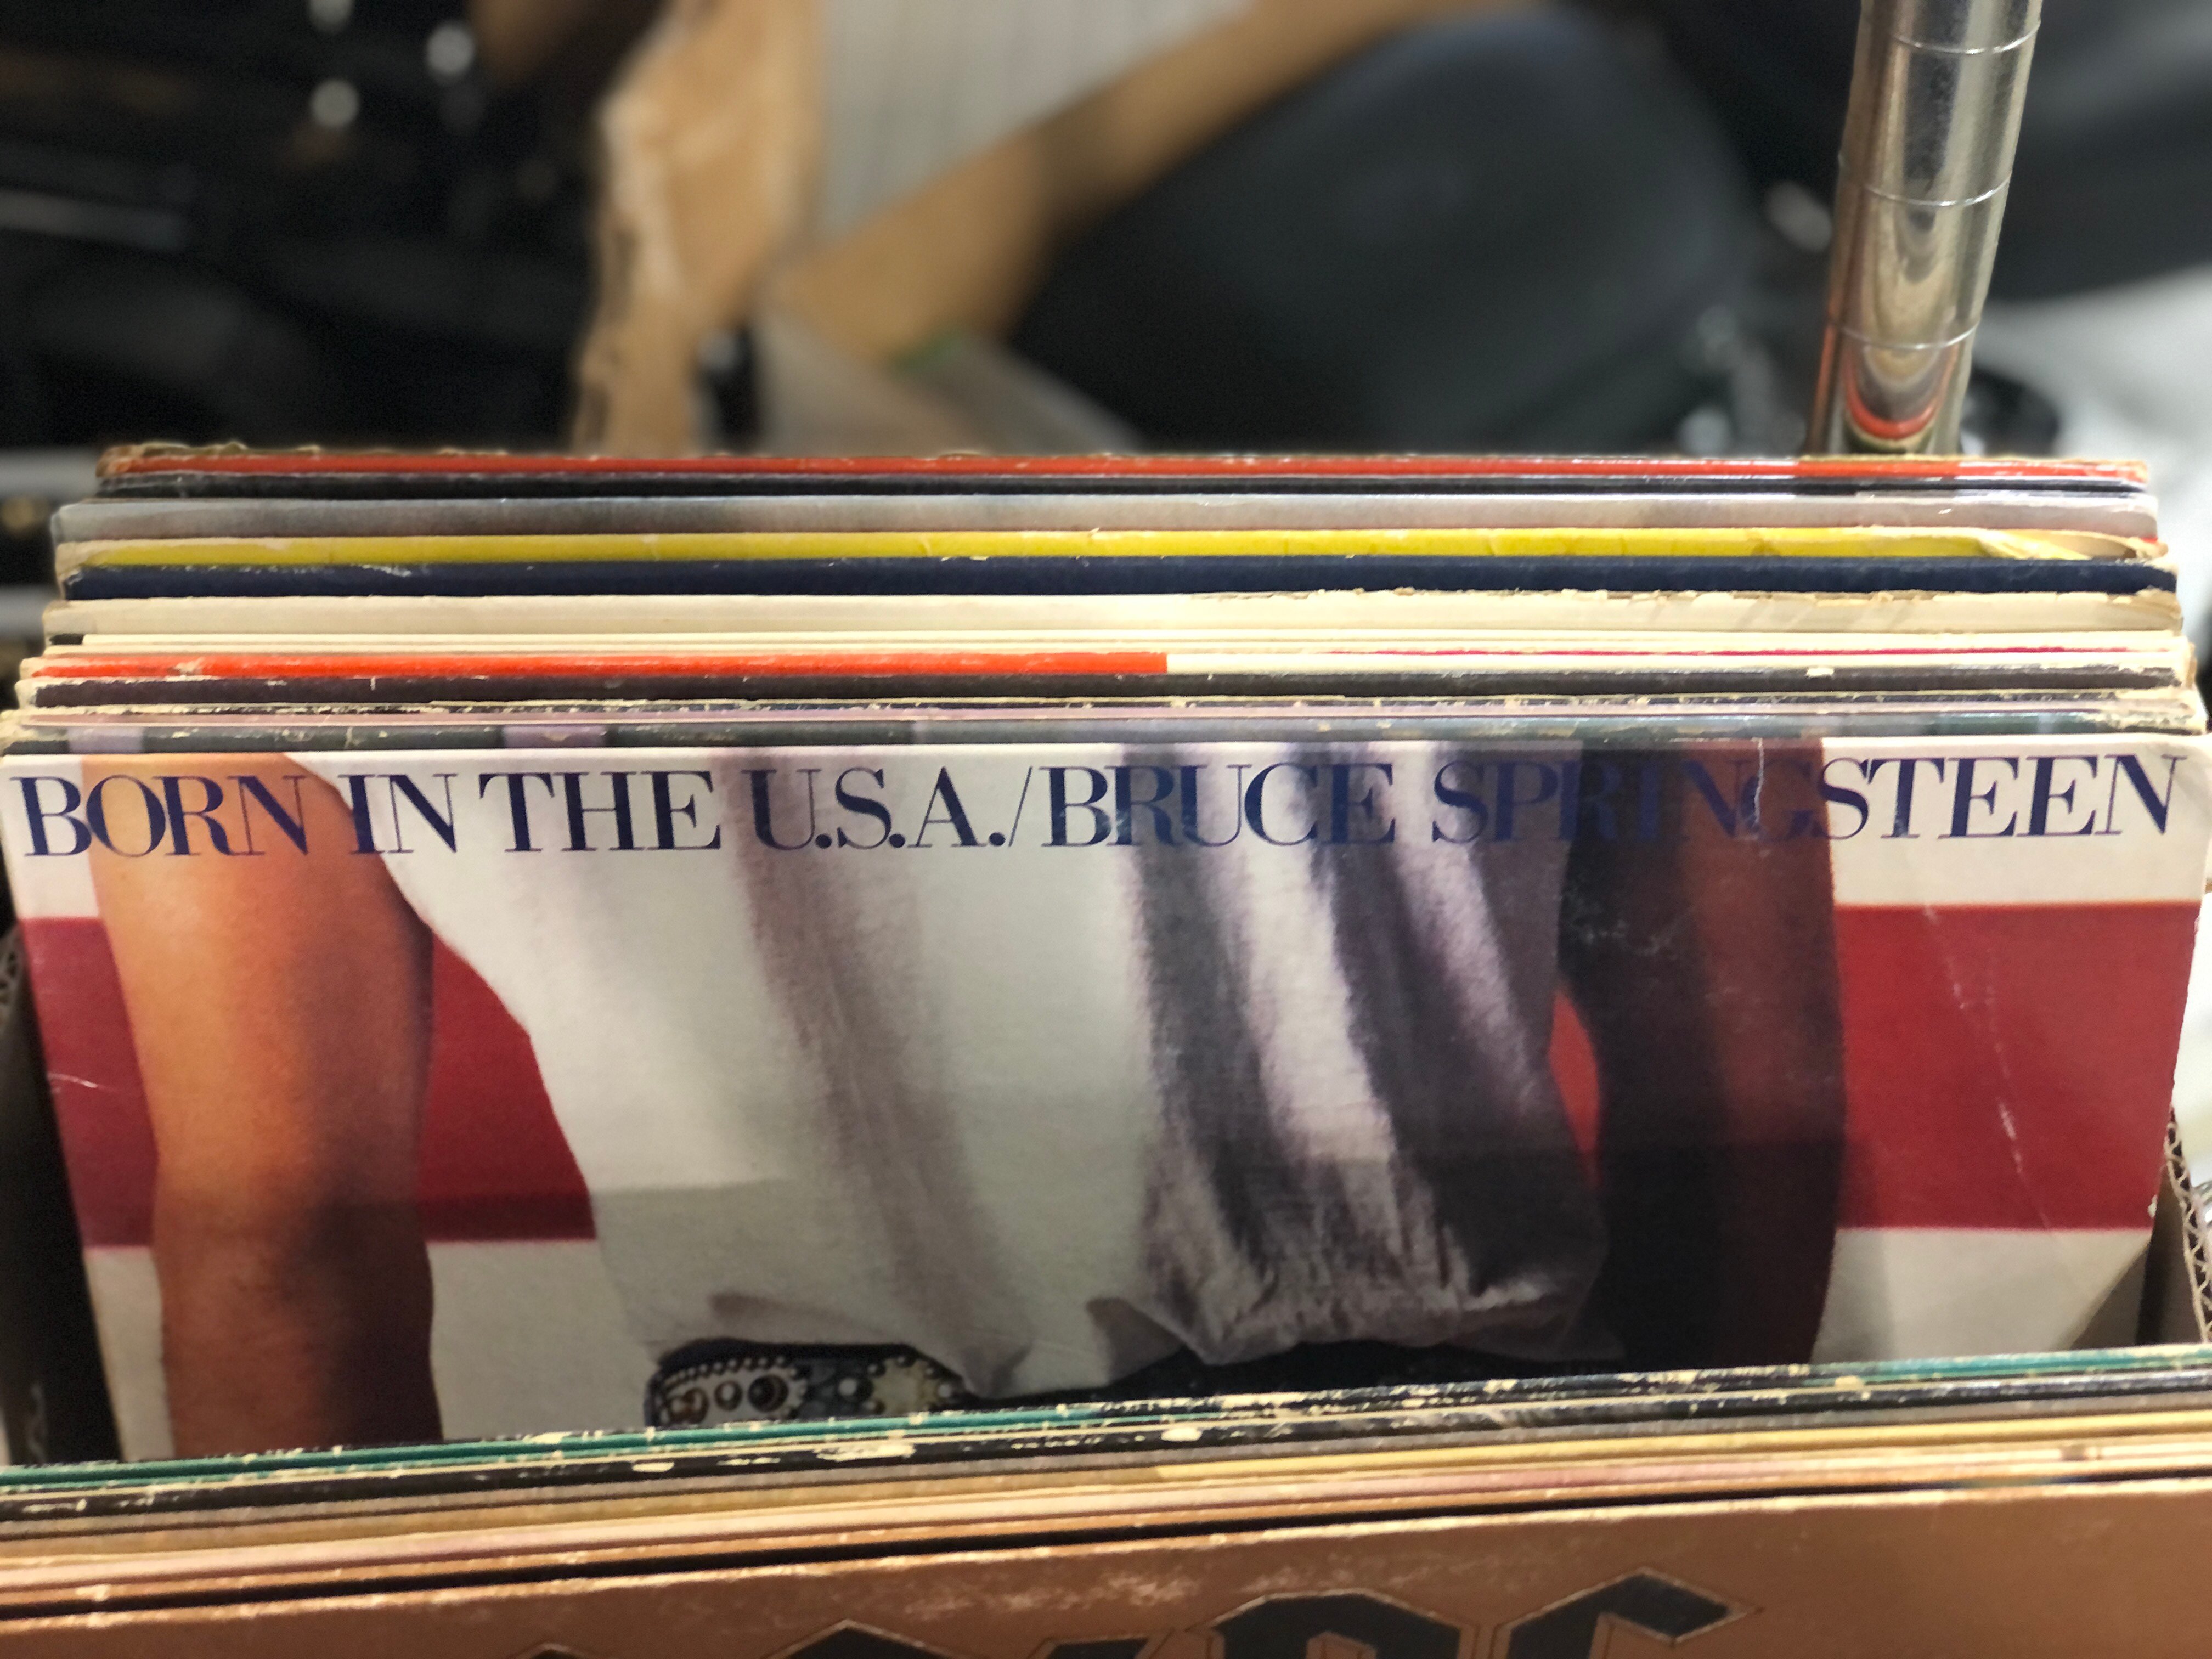 BORN IN THE U.S.A./BRUCE SPRINGSTEEN